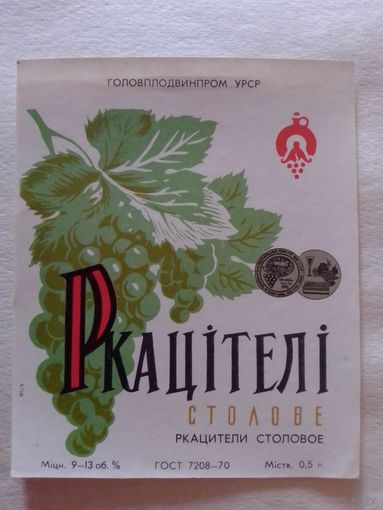 ГОЛОВПЛОДВИНПРОМ УРСР
РКАЦІТЕЛІ
СТОЛОВЕ
РКАЦИТЕЛИ СТОЛОВОЕ
Міцн. 9—13 об. % ГОСТ 7208—70 Містк. 0,5 л